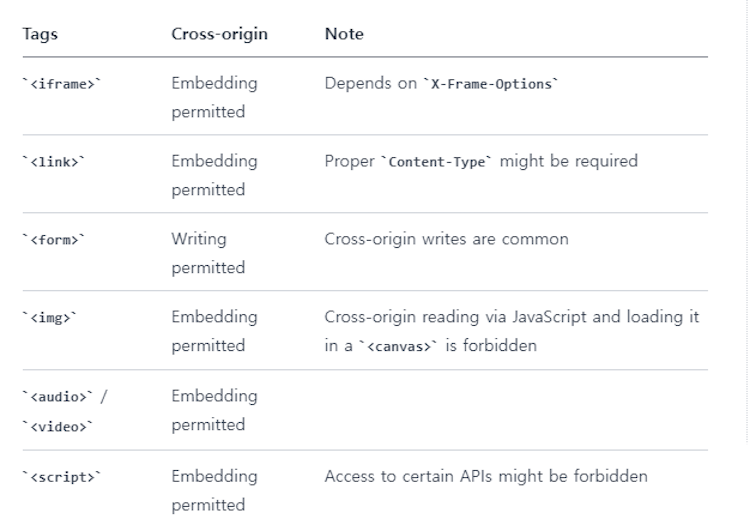 Tags Cross-origin Note
`<iframe>` Embedding permitted Depends on `X-Frame-Options`
`<link>` Embedding permitted Proper `Content-Type` might be required
`<form>` Writing permitted Cross-origin writes are common
`<img>` Embedding permitted Cross-origin reading via JavaScript and loading it in a `<canvas>` is forbidden
`<audio>` / `<video>` Embedding permitted
`<script>` Embedding permitted Access to certain APIs might be forbidden